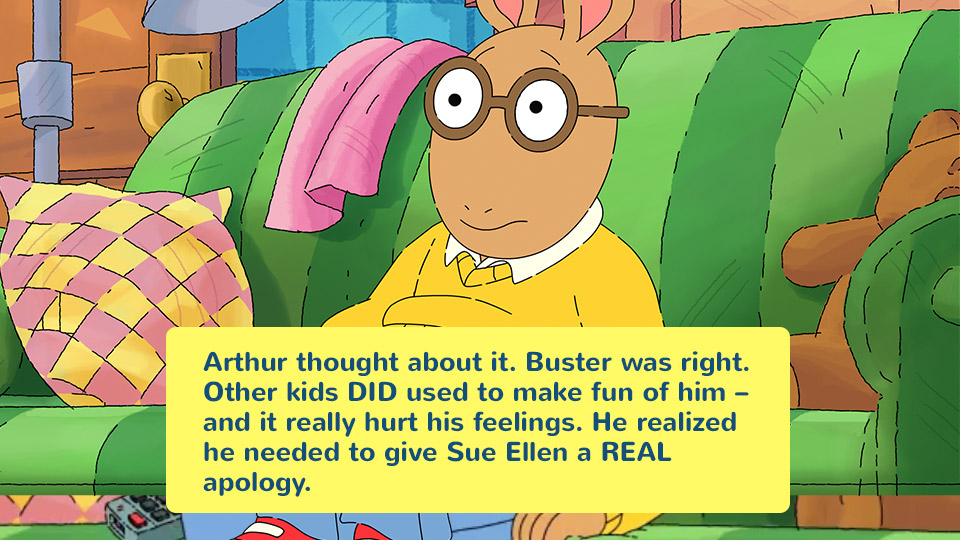 Arthur thought about it. Buster was right.
Other kids DID used to make fun of him –
and it really hurt his feelings. He realized
he needed to give Sue Ellen a REAL
apology.